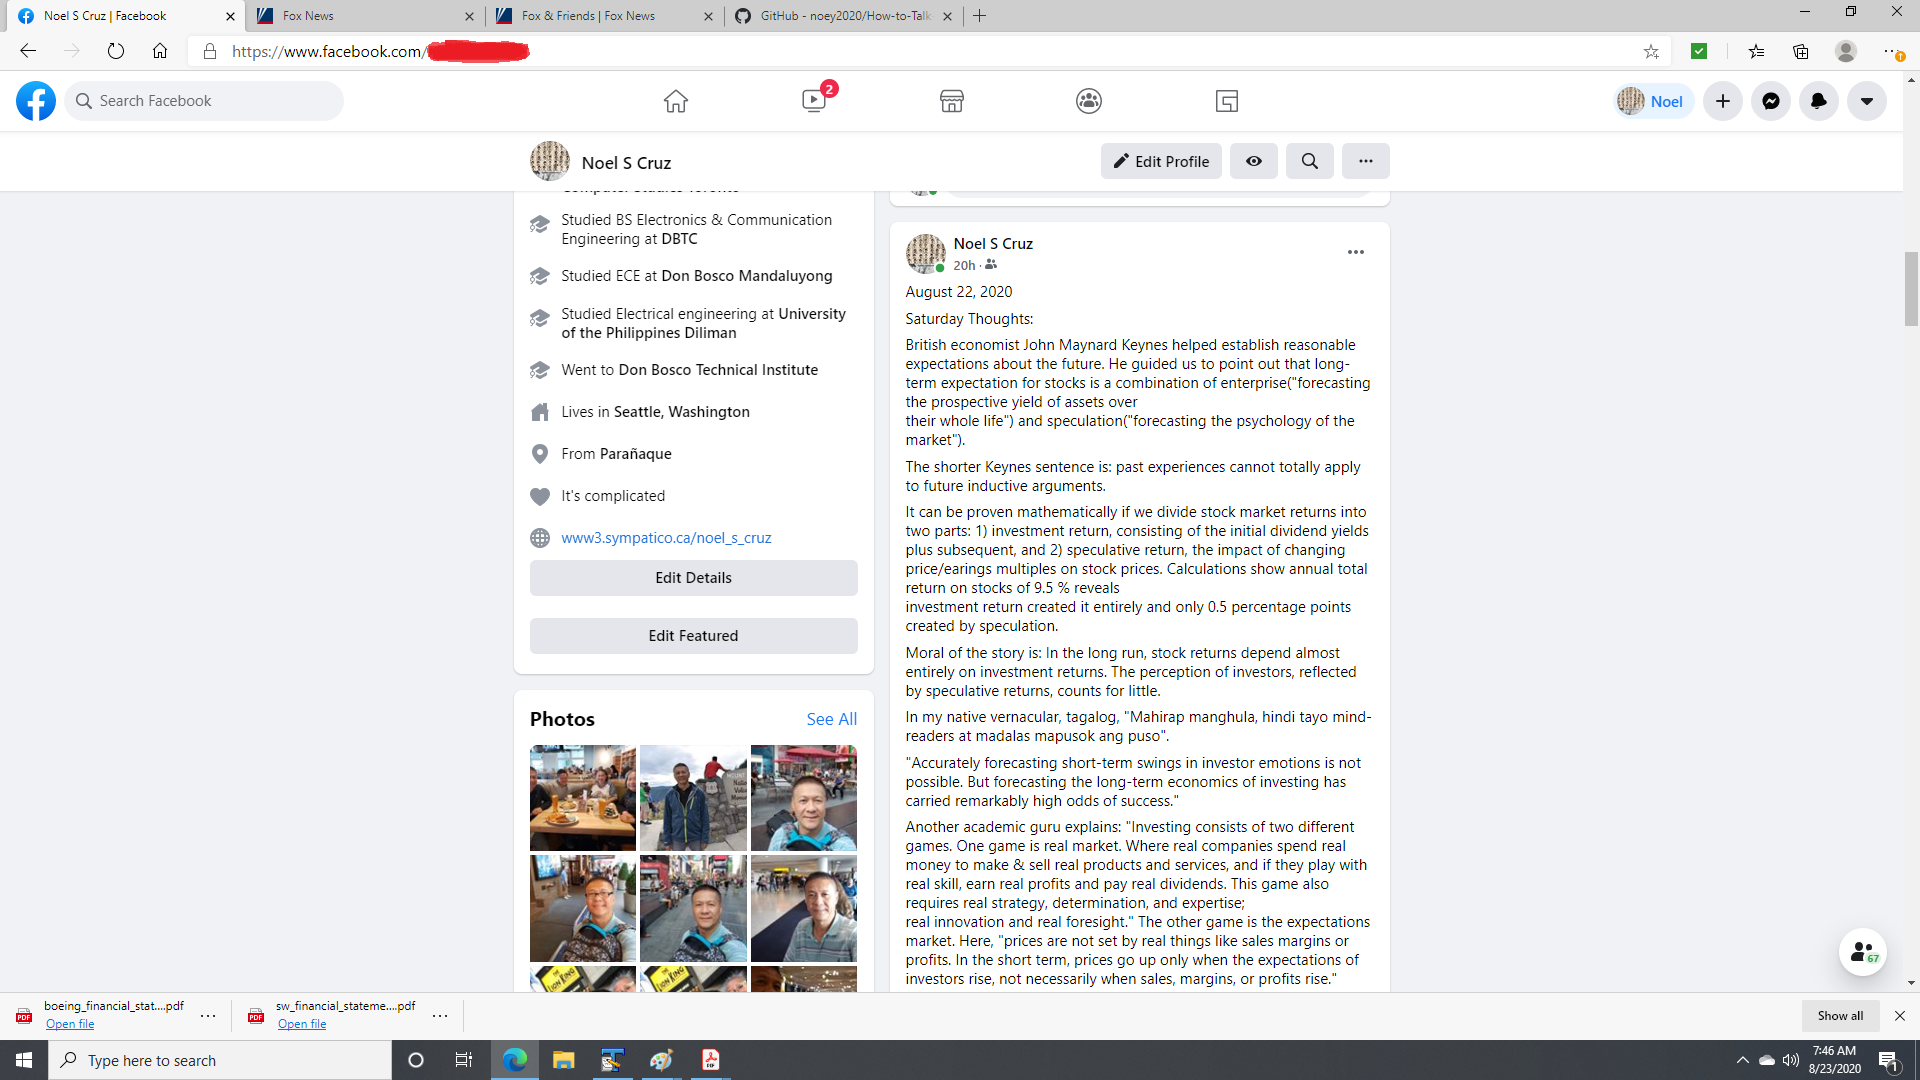 Noel S Cruz | Facebook
Fox News
Fox & Friends | Fox News
GitHub - noey2020/How-to-Talk
https://www.facebook.com/
Search Facebook
2
Noel
Noel S Cruz
Edit Profile
Studied BS Electronics & Communication
Engineering at DBTC
Studied ECE at Don Bosco Mandaluyong
Studied Electrical engineering at University
of the Philippines Diliman
Went to Don Bosco Technical Institute
Lives in Seattle, Washington
From Parañaque
It's complicated
www3.sympatico.ca/noel_s_cruz
Edit Details
Edit Featured
Photos
See All
Noel S Cruz
20h ·
August 22, 2020
Saturday Thoughts:
British economist John Maynard Keynes helped establish reasonable
expectations about the future. He guided us to point out that long-
term expectation for stocks is a combination of enterprise("forecasting
the prospective yield of assets over
their whole life") and speculation("forecasting the psychology of the
market").
The shorter Keynes sentence is: past experiences cannot totally apply
to future inductive arguments.
It can be proven mathematically if we divide stock market returns into
two parts: 1) investment return, consisting of the initial dividend yields
plus subsequent, and 2) speculative return, the impact of changing
price/earings multiples on stock prices. Calculations show annual total
return on stocks of 9.5 % reveals
investment return created it entirely and only 0.5 percentage points
created by speculation.
Moral of the story is: In the long run, stock returns depend almost
entirely on investment returns. The perception of investors, reflected
by speculative returns, counts for little.
In my native vernacular, tagalog, "Mahirap manghula, hindi tayo mind-
readers at madalas mapusok ang puso".
"Accurately forecasting short-term swings in investor emotions is not
possible. But forecasting the long-term economics of investing has
carried remarkably high odds of success."
Another academic guru explains: "Investing consists of two different
games. One game is real market. Where real companies spend real
money to make & sell real products and services, and if they play with
real skill, earn real profits and pay real dividends. This game also
requires real strategy, determination, and expertise;
real innovation and real foresight." The other game is the expectations
market. Here, "prices are not set by real things like sales margins or
profits. In the short term, prices go up only when the expectations of
investors rise, not necessarily when sales, margins, or profits rise."
67
boeing_financial_stat....pdf
Open file
sw_financial_stateme....pdf
Open file
Show all
Type here to search
7:46 AM
8/23/2020
1